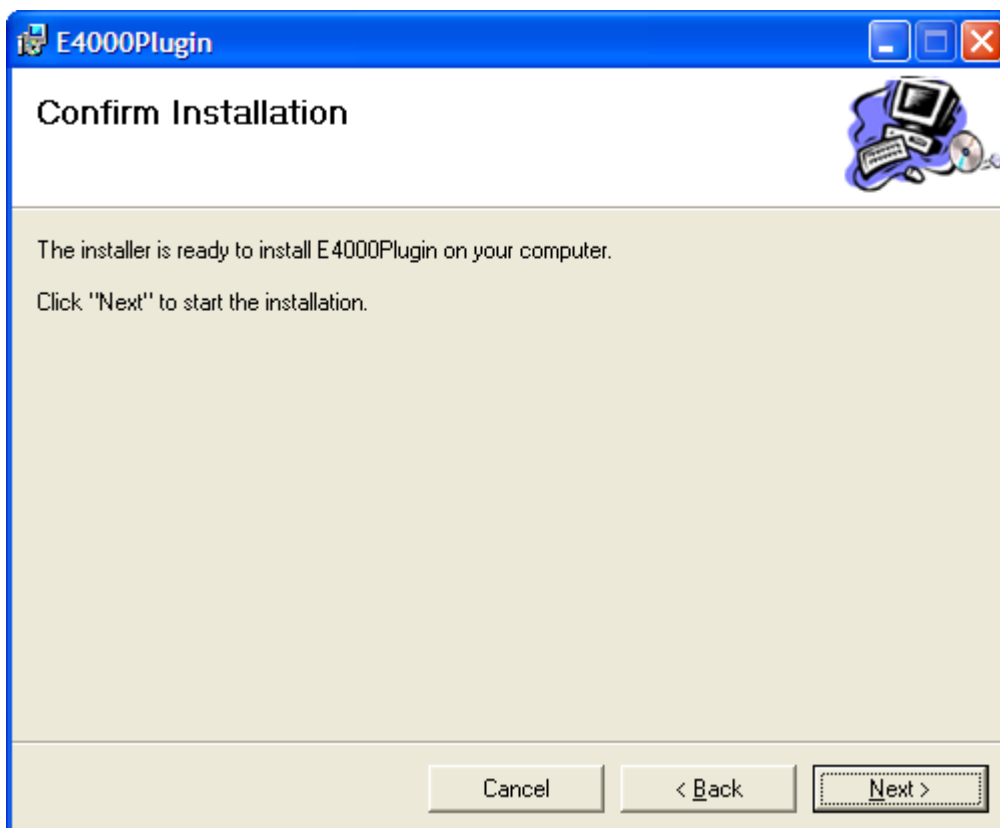 E4000Plugin
Confirm Installation
The installer is ready to install E4000Plugin on your computer.
Click "Next" to start the installation.
Cancel
< Back
Next >